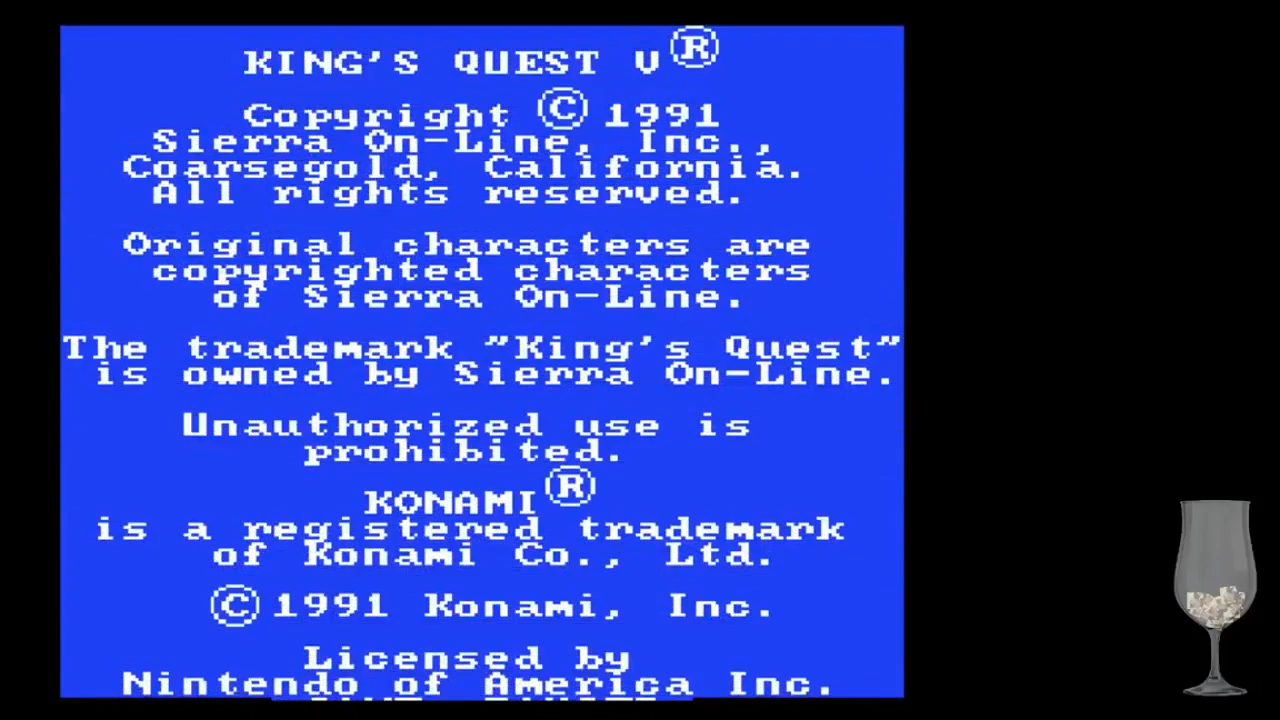 KING'S QUEST V®
Copyright © 1991
Sierra On-Line, Inc.,
Coarsegold, California.
All rights reserved.
Original characters are
copyrighted characters
of Sierra On-Line.
The trademark "King's Quest"
is owned by Sierra On-Line.
Unauthorized use is
prohibited.
KONAMI®
is a registered trademark
of Konami Co., Ltd.
© 1991 Konami, Inc.
Licensed by
Nintendo of America Inc.